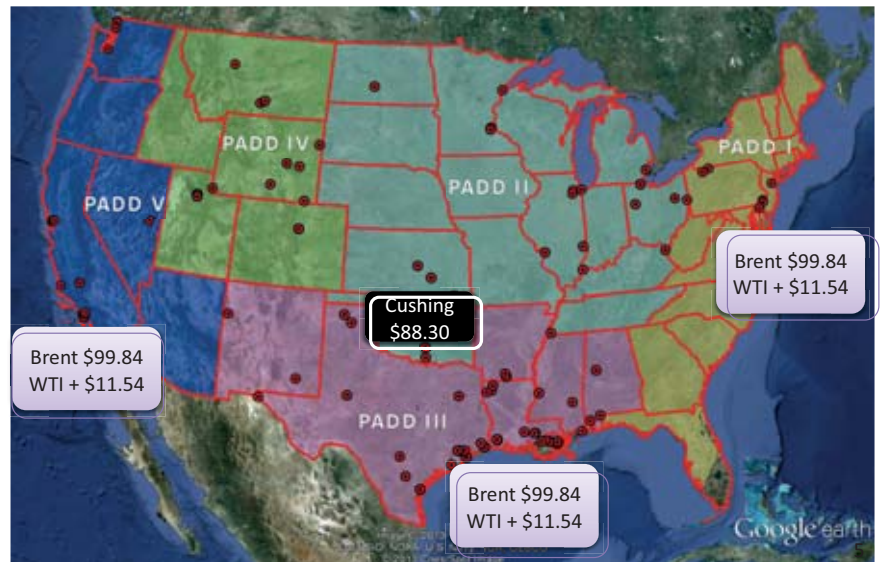 PADD IV
PADD I
PADD II
PADD V
Brent $99.84
WTI + $11.54
Cushing
$88.30
Brent $99.84
WTI + $11.54
PADD III
Brent $99.84
WTI + $11.54
Google earth